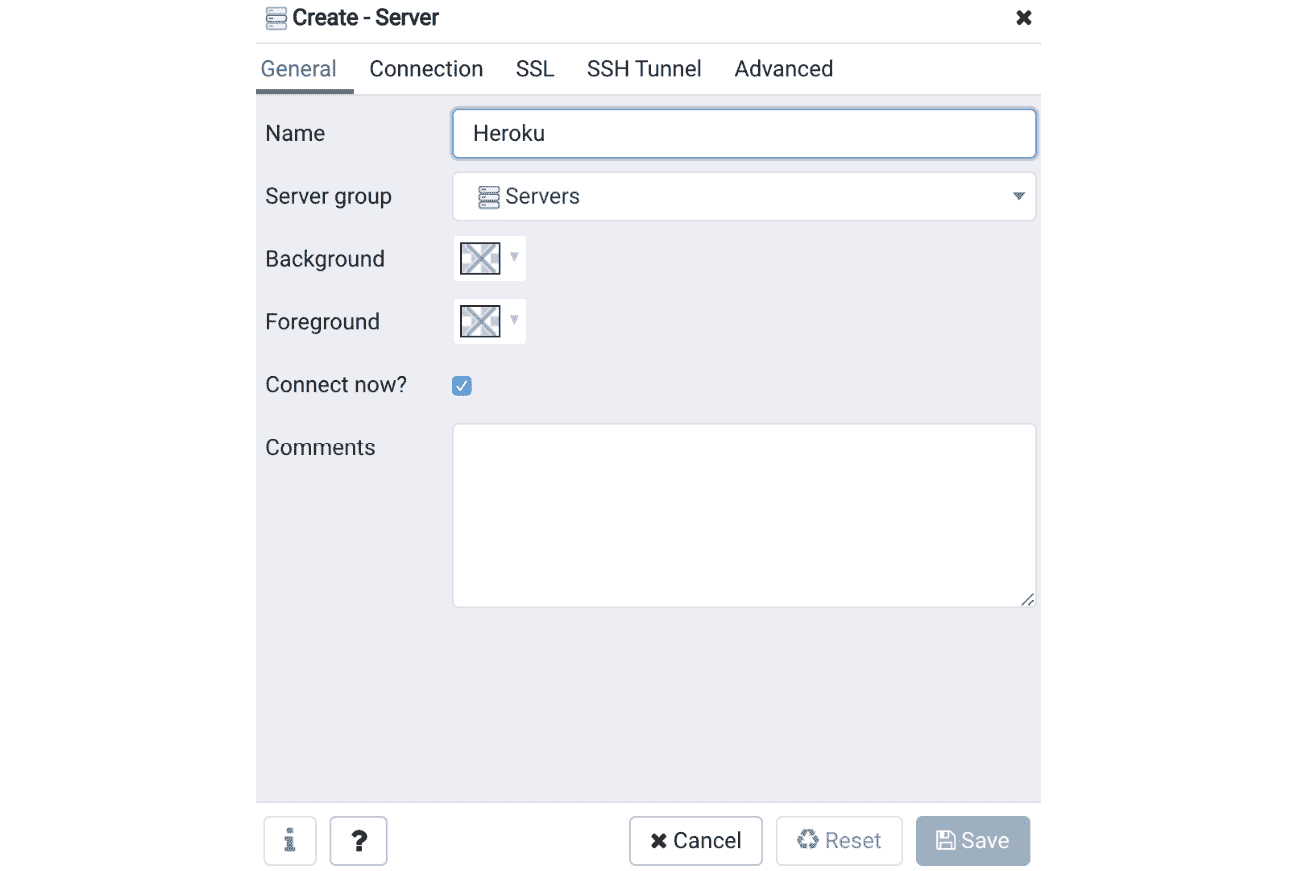 Create - Server
General Connection SSL SSH Tunnel Advanced
Name Heroku
Server group Servers
Background
Foreground
Connect now?
Comments
i ? Cancel Reset Save